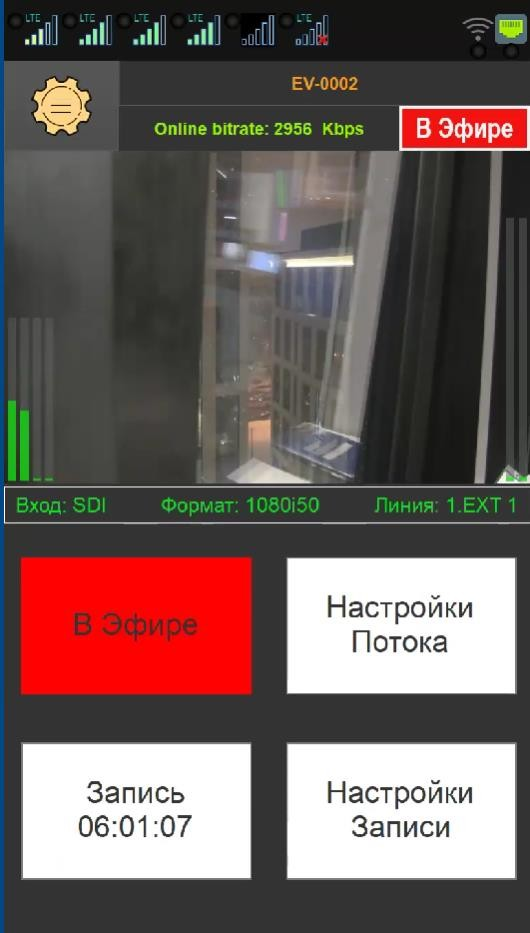 LTE LTE LTE LTE LTE
EV-0002
Online bitrate: 2956 Kbps
В Эфире
Вход: SDI Формат: 1080i50 Линия: 1.EXT 1
В Эфире
Настройки
Потока
Запись
06:01:07
Настройки
Записи